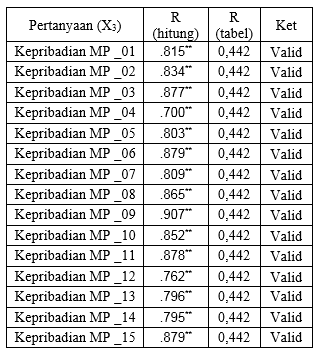 Pertanyaan (X₃) R (hitung) R (tabel) Ket
Kepribadian MP _01 .815** 0,442 Valid
Kepribadian MP _02 .834** 0,442 Valid
Kepribadian MP _03 .877** 0,442 Valid
Kepribadian MP _04 .700** 0,442 Valid
Kepribadian MP _05 .803** 0,442 Valid
Kepribadian MP _06 .879** 0,442 Valid
Kepribadian MP _07 .809** 0,442 Valid
Kepribadian MP _08 .865** 0,442 Valid
Kepribadian MP _09 .907** 0,442 Valid
Kepribadian MP _10 .852** 0,442 Valid
Kepribadian MP _11 .878** 0,442 Valid
Kepribadian MP _12 .762** 0,442 Valid
Kepribadian MP _13 .796** 0,442 Valid
Kepribadian MP _14 .795** 0,442 Valid
Kepribadian MP _15 .879** 0,442 Valid